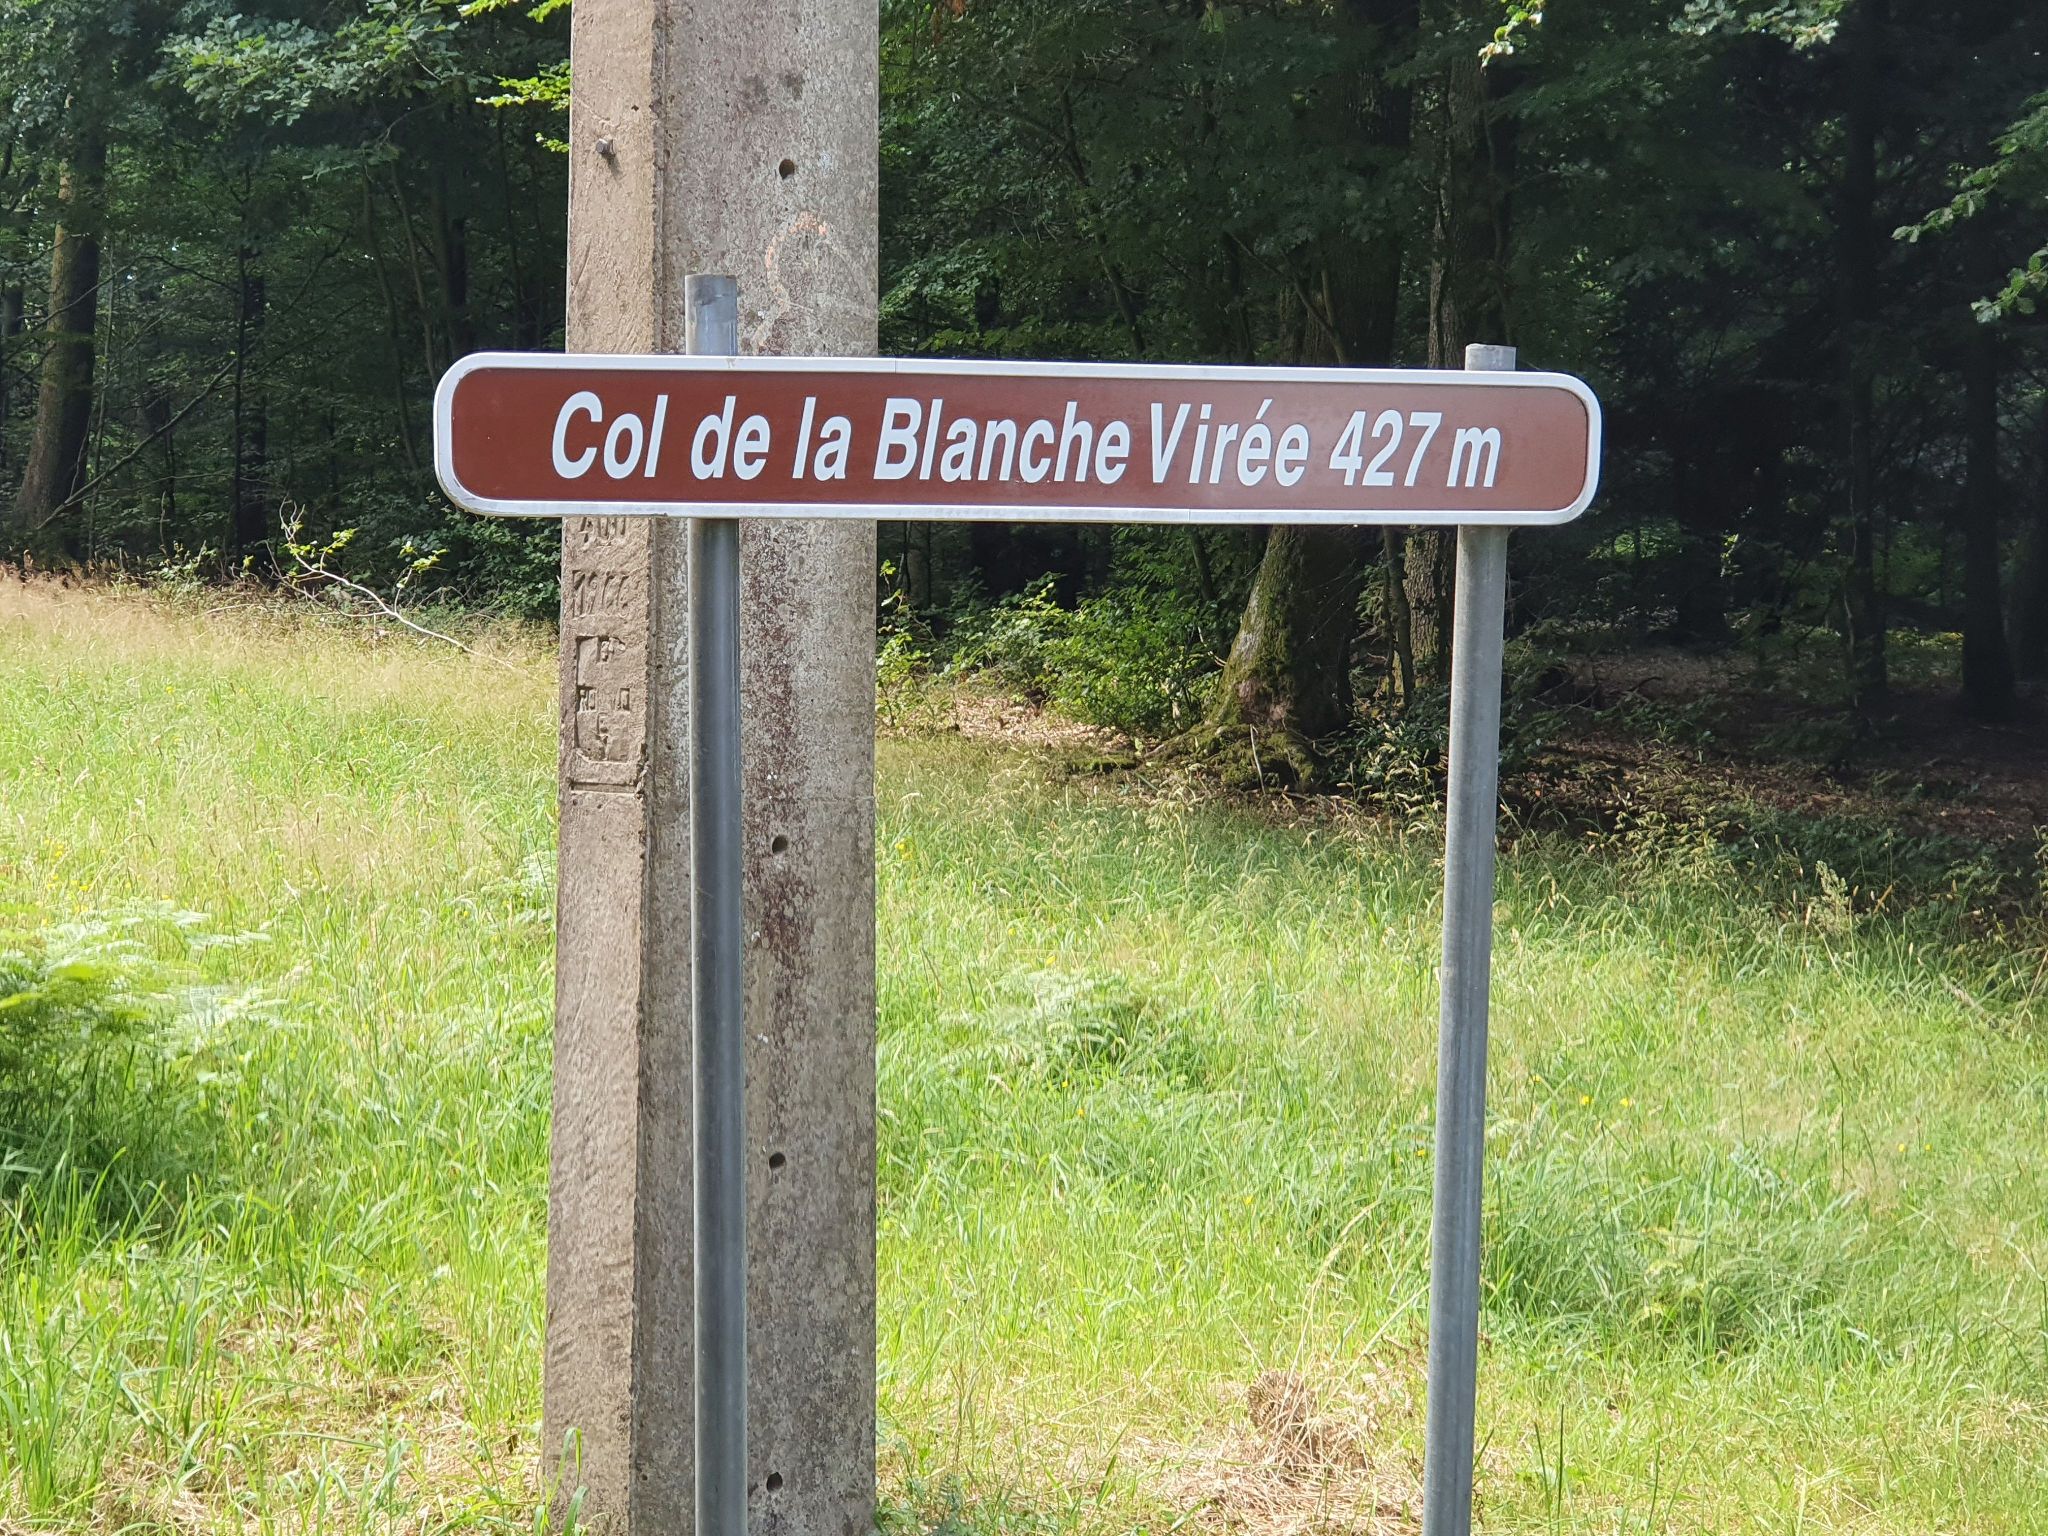 Col de la Blanche Virée 427 m